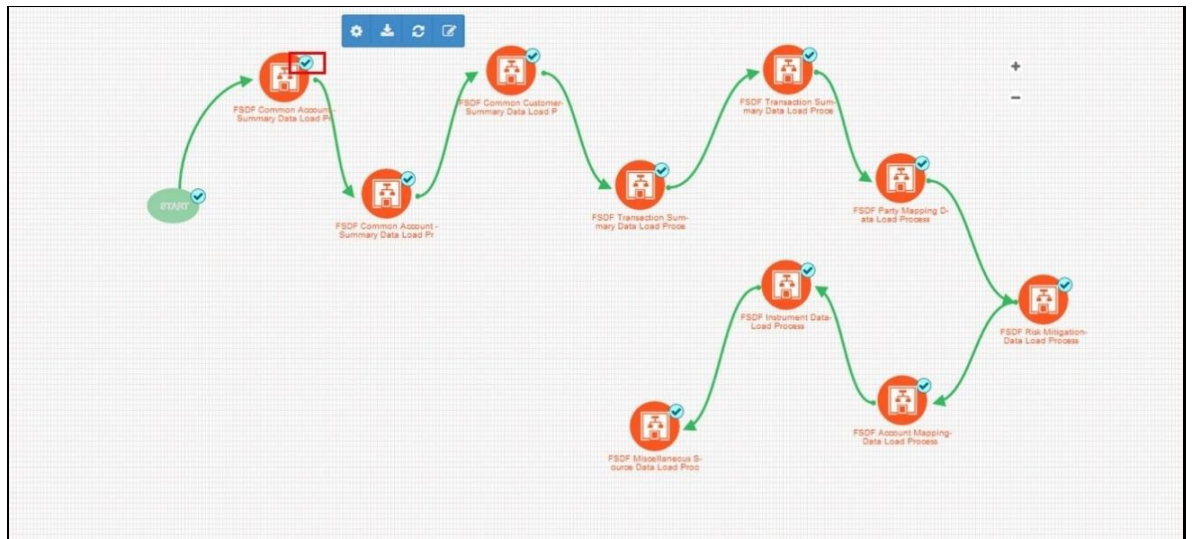 FSDF Common Account -
Summary Data Load Pr
FSDF Common Customer-
Summary Data Load P
FSDF Transaction Sum-
mary Data Load Proce
START
FSDF Common Account -
Summary Data Load Pr
FSDF Transaction Sum-
mary Data Load Proce
FSDF Party Mapping D-
ata Load Process
FSDF Instrument Data-
Load Process
FSDF Risk Mitigation-
Data Load Process
FSDF Miscellaneous S-
ource Data Load Proc
FSDF Account Mapping-
Data Load Process